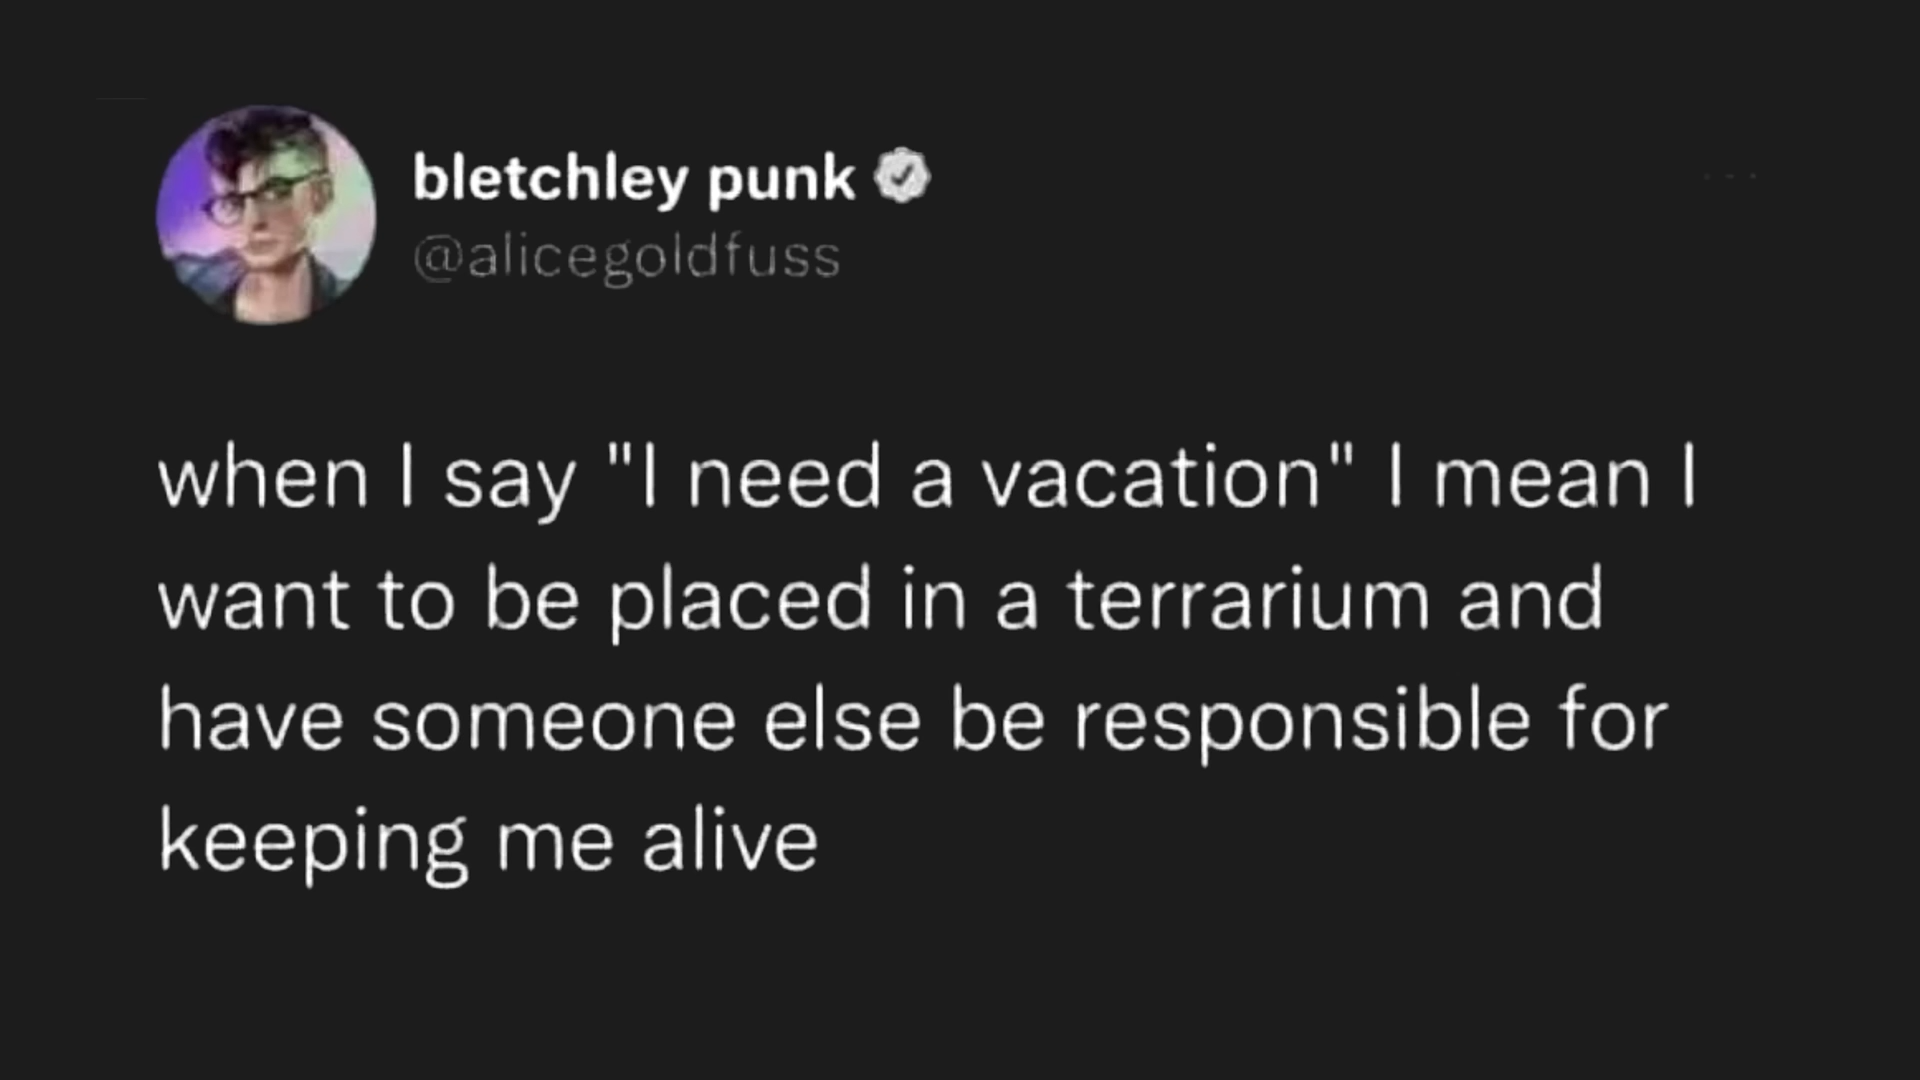 bletchley punk
@alicegoldfuss
when I say "I need a vacation" I mean I
want to be placed in a terrarium and
have someone else be responsible for
keeping me alive